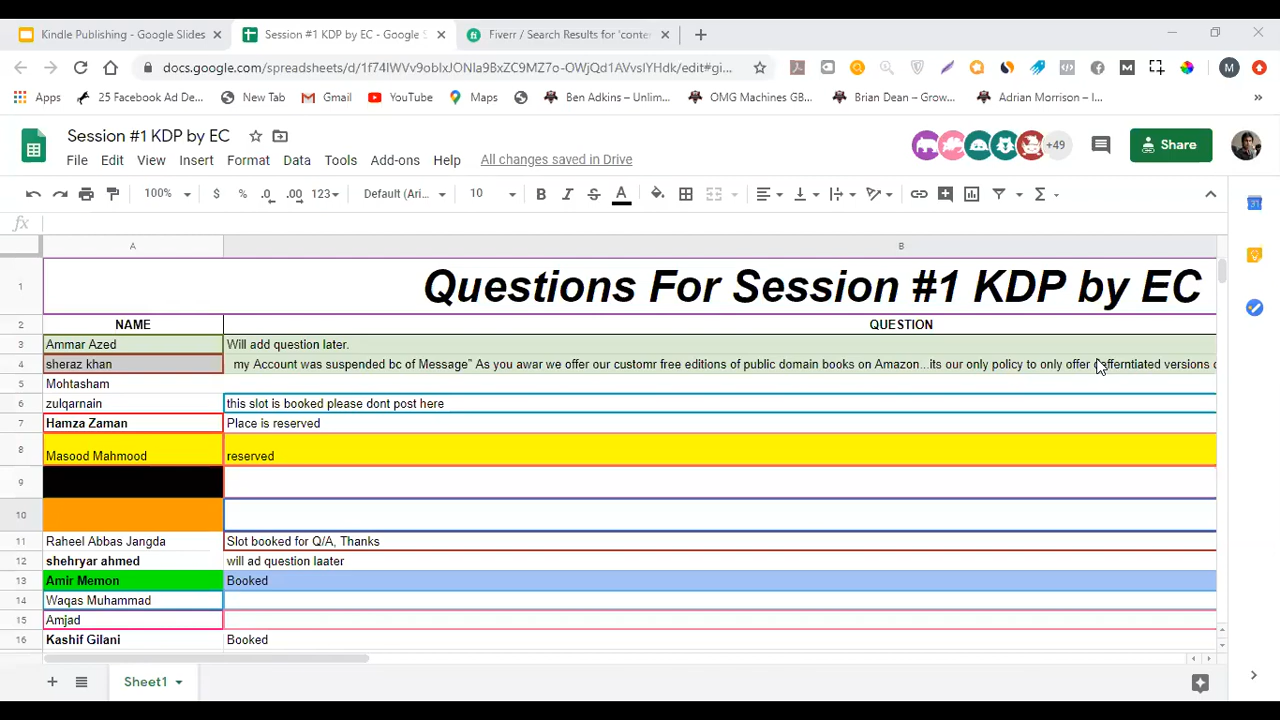 Kindle Publishing - Google Slides
Session #1 KDP by EC - Google S
Fiverr / Search Results for 'conte
docs.google.com/spreadsheets/d/
Apps
25 Facebook Ad De...
New Tab
Gmail
YouTube
Maps
Ben Adkins – Unlim...
OMG Machines GB...
Brian Dean – Grow...
Adrian Morrison – I...
»
Session #1 KDP by EC
+49
Share
File Edit View Insert Format Data Tools Add-ons Help All changes saved in Drive
100% $ % .0 .00 123 Default (Ari... 10 B I S A
fx
A B
1 Questions For Session #1 KDP by EC
2 NAME QUESTION
3 Ammar Azed Will add question later.
4 sheraz khan my Account was suspended bc of Message" As you awar we offer our customr free editions of public domain books on Amazon...its our only policy to only offer differntiated versions
5 Mohtasham
6 zulqarnain this slot is booked please dont post here
7 Hamza Zaman Place is reserved
8 Masood Mahmood reserved
9
10
11 Raheel Abbas Jangda Slot booked for Q/A, Thanks
12 shehryar ahmed will ad question laater
13 Amir Memon Booked
14 Waqas Muhammad
15 Amjad
16 Kashif Gilani Booked
Sheet1